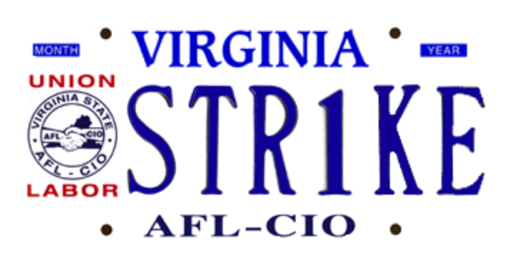 MONTH
VIRGINIA
YEAR
UNION
VIRGINIA STATE
AFL CIO
AFL-CIO
LABOR
STR1KE
AFL-CIO